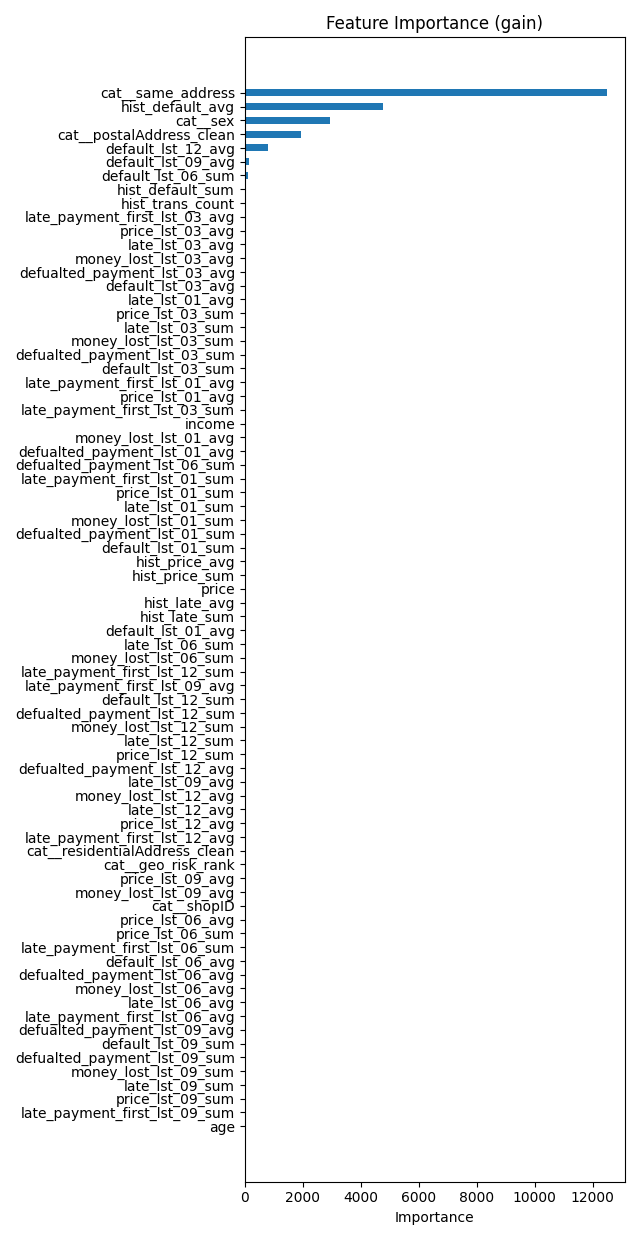 Feature Importance (gain)
cat__same_address
hist_default_avg
cat__sex
cat__postalAddress_clean
default_lst_12_avg
default_lst_09_avg
default_lst_06_sum
hist_default_sum
hist_trans_count
late_payment_first_lst_03_avg
price_lst_03_avg
late_lst_03_avg
money_lost_lst_03_avg
defualted_payment_lst_03_avg
default_lst_03_avg
late_lst_01_avg
price_lst_03_sum
late_lst_03_sum
money_lost_lst_03_sum
defualted_payment_lst_03_sum
default_lst_03_sum
late_payment_first_lst_01_avg
price_lst_01_avg
late_payment_first_lst_03_sum
income
money_lost_lst_01_avg
defualted_payment_lst_01_avg
defualted_payment_lst_06_sum
late_payment_first_lst_01_sum
price_lst_01_sum
late_lst_01_sum
money_lost_lst_01_sum
defualted_payment_lst_01_sum
default_lst_01_sum
hist_price_avg
hist_price_sum
price
hist_late_avg
hist_late_sum
default_lst_01_avg
late_lst_06_sum
money_lost_lst_06_sum
late_payment_first_lst_12_sum
late_payment_first_lst_09_avg
default_lst_12_sum
defualted_payment_lst_12_sum
money_lost_lst_12_sum
late_lst_12_sum
price_lst_12_sum
defualted_payment_lst_12_avg
late_lst_09_avg
money_lost_lst_12_avg
late_lst_12_avg
price_lst_12_avg
late_payment_first_lst_12_avg
cat__residentialAddress_clean
cat__geo_risk_rank
price_lst_09_avg
money_lost_lst_09_avg
cat__shopID
price_lst_06_avg
price_lst_06_sum
late_payment_first_lst_06_sum
default_lst_06_avg
defualted_payment_lst_06_avg
money_lost_lst_06_avg
late_lst_06_avg
late_payment_first_lst_06_avg
defualted_payment_lst_09_avg
default_lst_09_sum
defualted_payment_lst_09_sum
money_lost_lst_09_sum
late_lst_09_sum
price_lst_09_sum
late_payment_first_lst_09_sum
age
0 2000 4000 6000 8000 10000 12000
Importance